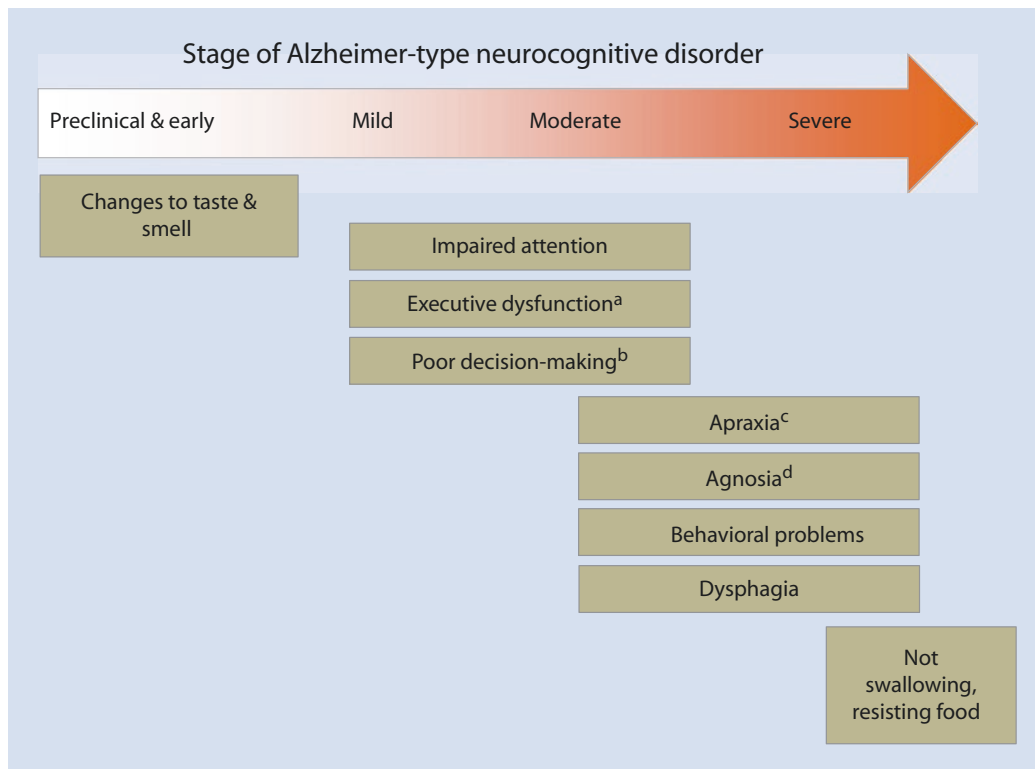 Stage of Alzheimer-type neurocognitive disorder
Preclinical & early
Mild
Moderate
Severe
Changes to taste &
smell
Impaired attention
Executive dysfunctionᵃ
Poor decision-makingᵇ
Apraxiaᶜ
Agnosiaᵈ
Behavioral problems
Dysphagia
Not
swallowing,
resisting food